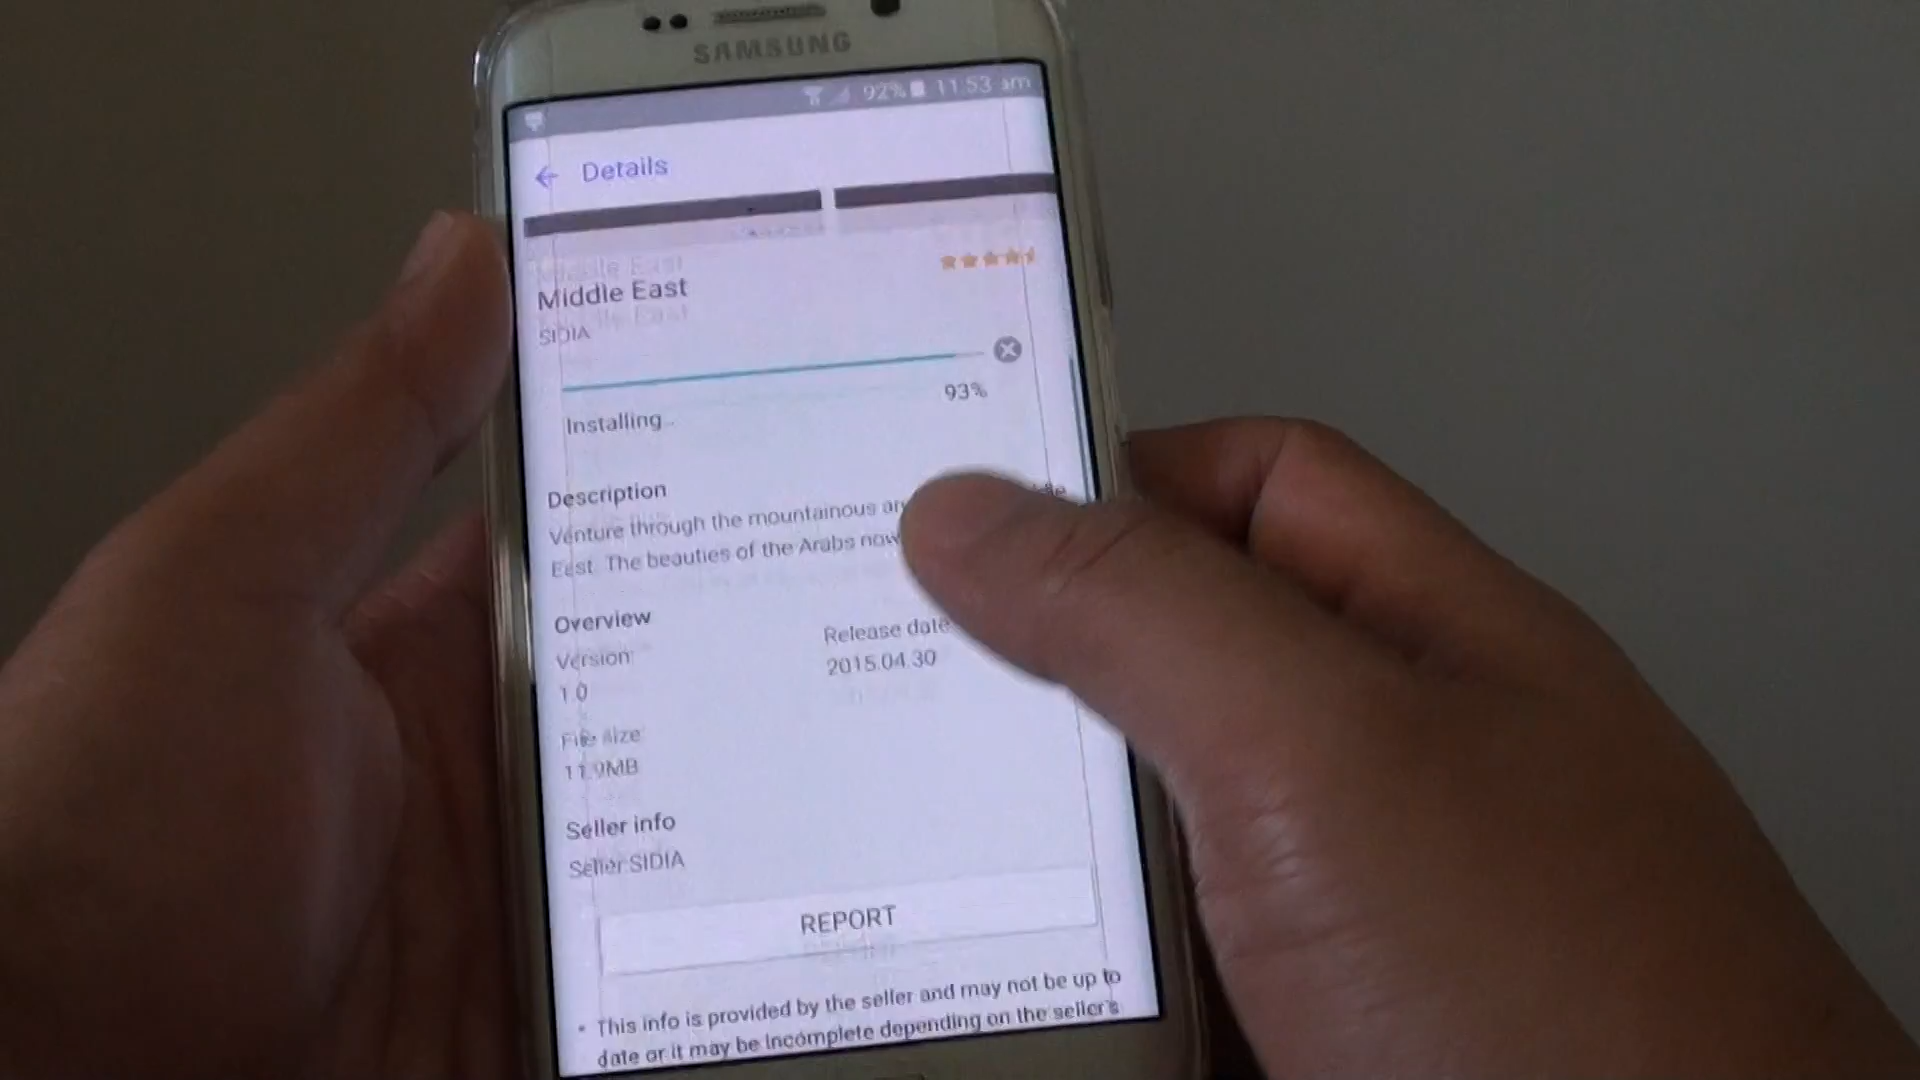 SAMSUNG
92% 11:53 am
Details
Middle East
SIDIA
93%
Installing..
Description
Venture through the mountainous
East. The beauties of the Arabs now
Overview
Version
Release date
1.0
2015.04.30
File size
11.9MB
Seller info
Seller:SIDIA
REPORT
• This info is provided by the seller and may not be up to
date or it may be incomplete depending on the seller's